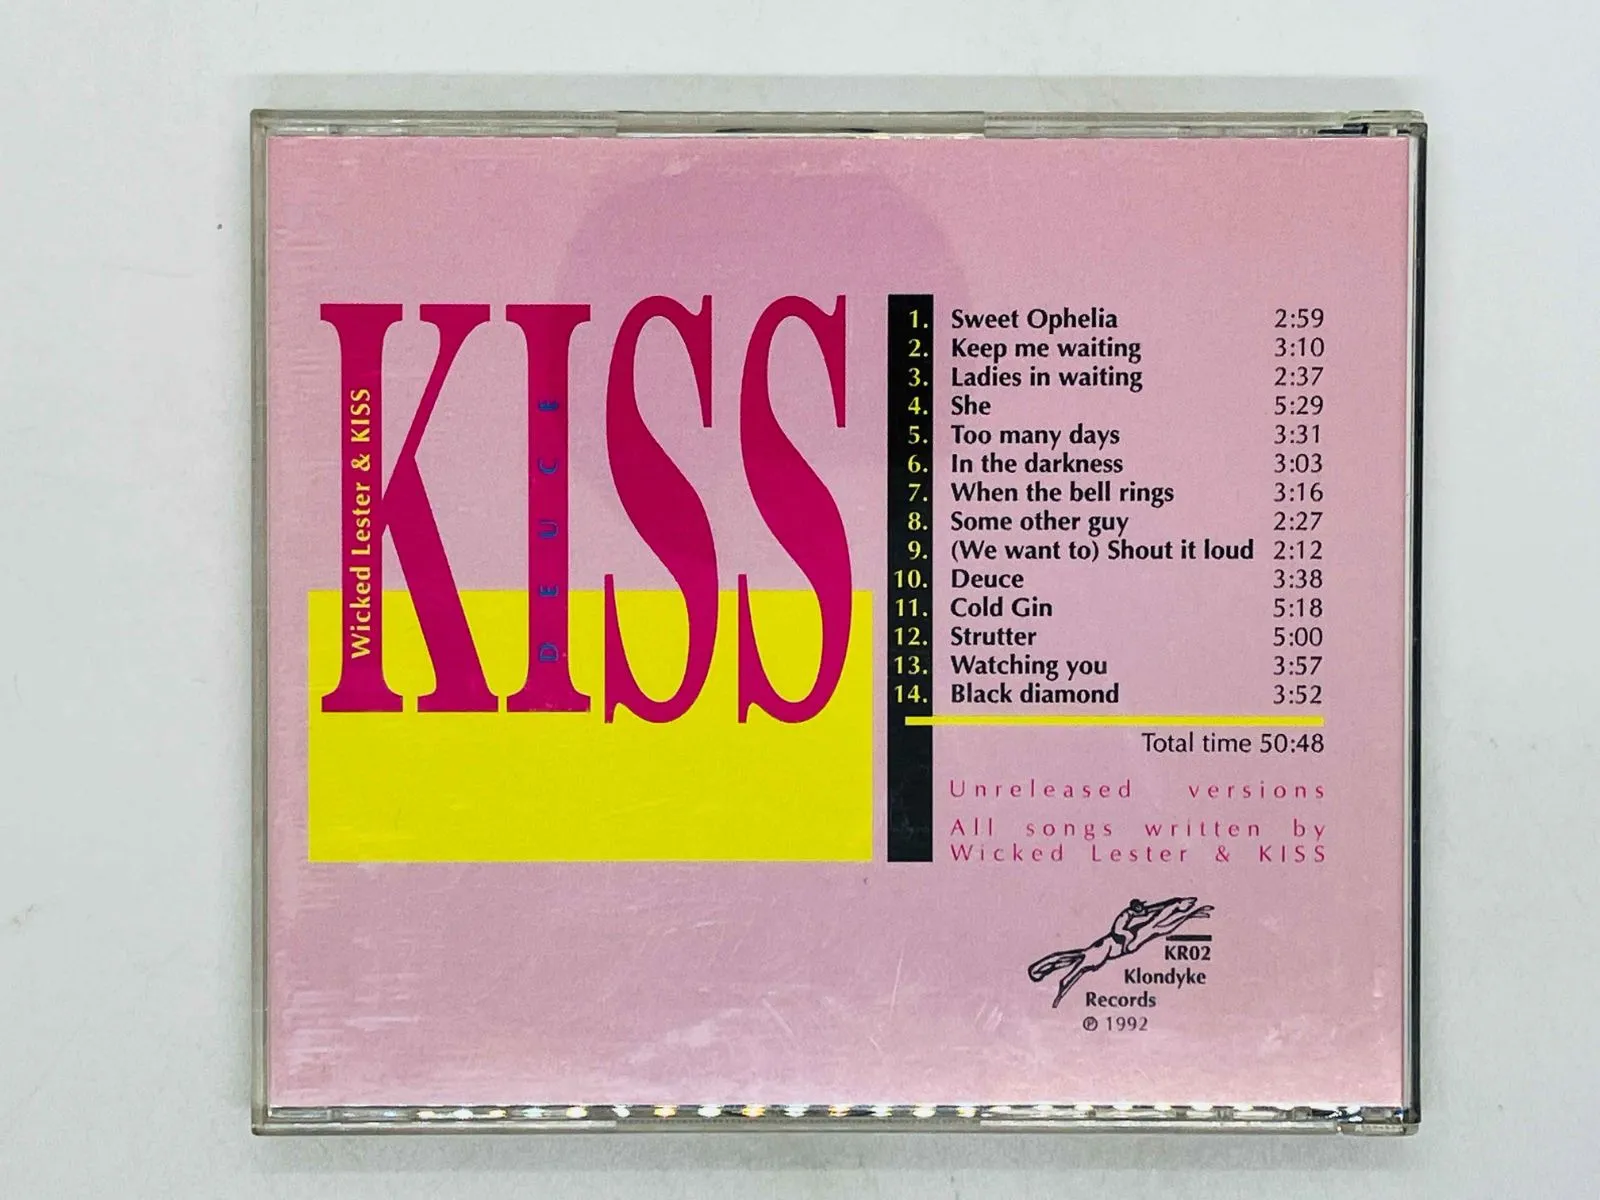 KISS
Wicked Lester & KISS
DEUCE
1. Sweet Ophelia 2:59
2. Keep me waiting 3:10
3. Ladies in waiting 2:37
4. She 5:29
5. Too many days 3:31
6. In the darkness 3:03
7. When the bell rings 3:16
8. Some other guy 2:27
9. (We want to) Shout it loud 2:12
10. Deuce 3:38
11. Cold Gin 5:18
12. Strutter 5:00
13. Watching you 3:57
14. Black diamond 3:52
Total time 50:48
Unreleased versions
All songs written by
Wicked Lester & KISS
KR02
Klondyke
Records
℗ 1992